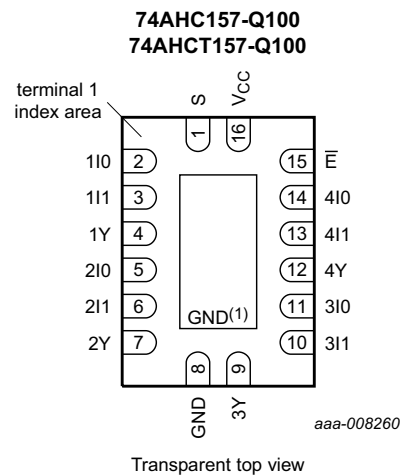 74AHC157-Q100
74AHCT157-Q100
terminal 1
index area
S
VCC
1
16
1I0 2
15 E̅
1I1 3
14 4I0
1Y 4
13 4I1
2I0 5
12 4Y
2I1 6
11 3I0
GND(1)
2Y 7
10 3I1
8
9
GND
3Y
aaa-008260
Transparent top view